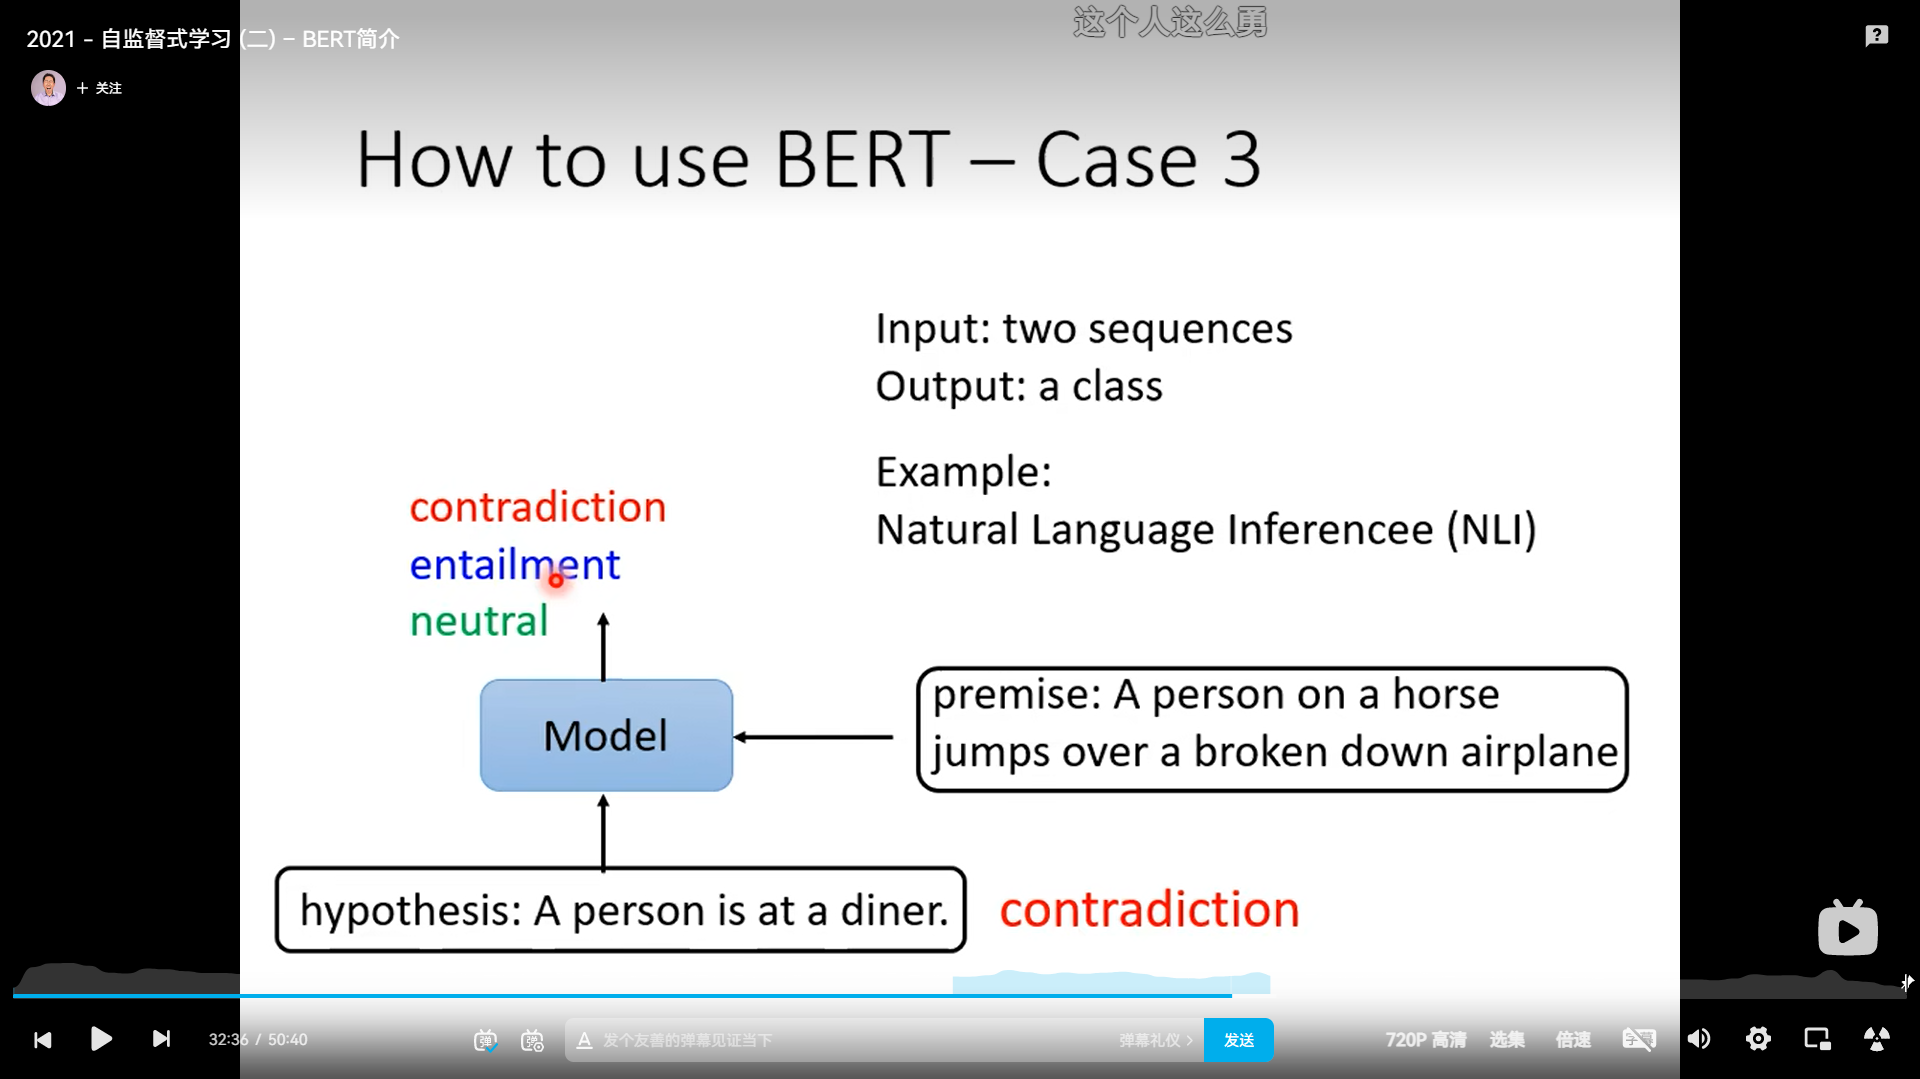 这个人这么勇
2021 - 自监督式学习 (二) – BERT简介
+ 关注
How to use BERT – Case 3
Input: two sequences
Output: a class
Example:
Natural Language Inferencee (NLI)
contradiction
entailment
neutral
Model
premise: A person on a horse
jumps over a broken down airplane
hypothesis: A person is at a diner.
contradiction
32:36 / 50:40
弹
弹
A 发个友善的弹幕见证当下
弹幕礼仪 >
发送
720P 高清
选集
倍速
字幕